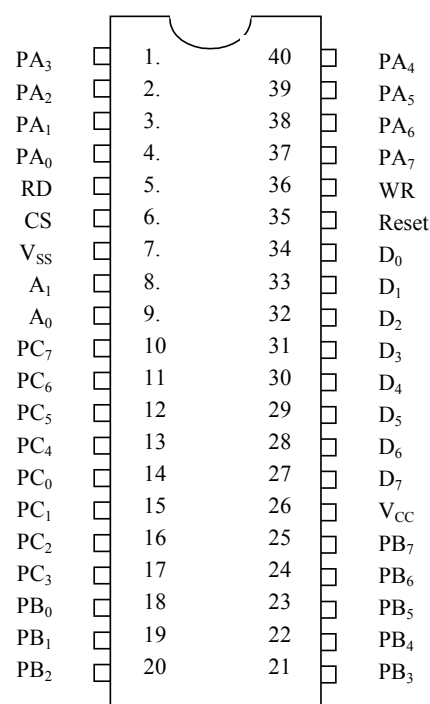 PA₃ 1. 40 PA₄
PA₂ 2. 39 PA₅
PA₁ 3. 38 PA₆
PA₀ 4. 37 PA₇
RD 5. 36 WR
CS 6. 35 Reset
V_SS 7. 34 D₀
A₁ 8. 33 D₁
A₀ 9. 32 D₂
PC₇ 10 31 D₃
PC₆ 11 30 D₄
PC₅ 12 29 D₅
PC₄ 13 28 D₆
PC₀ 14 27 D₇
PC₁ 15 26 V_CC
PC₂ 16 25 PB₇
PC₃ 17 24 PB₆
PB₀ 18 23 PB₅
PB₁ 19 22 PB₄
PB₂ 20 21 PB₃